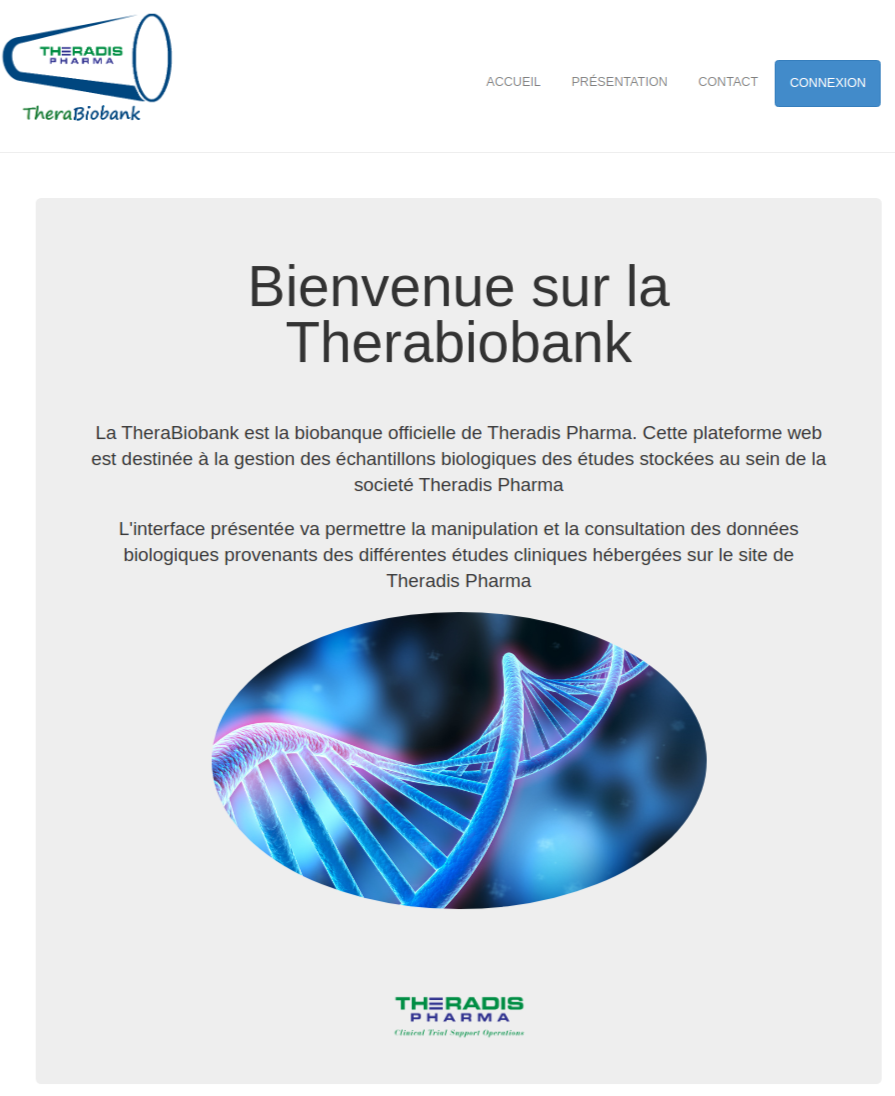 THERADIS
PHARMA
TheraBiobank
ACCUEIL PRÉSENTATION CONTACT CONNEXION
Bienvenue sur la
Therabiobank
La TheraBiobank est la biobanque officielle de Theradis Pharma. Cette plateforme web
est destinée à la gestion des échantillons biologiques des études stockées au sein de la
societé Theradis Pharma
L'interface présentée va permettre la manipulation et la consultation des données
biologiques provenants des différentes études cliniques hébergées sur le site de
Theradis Pharma
THERADIS
PHARMA
Clinical Trial Support Operations